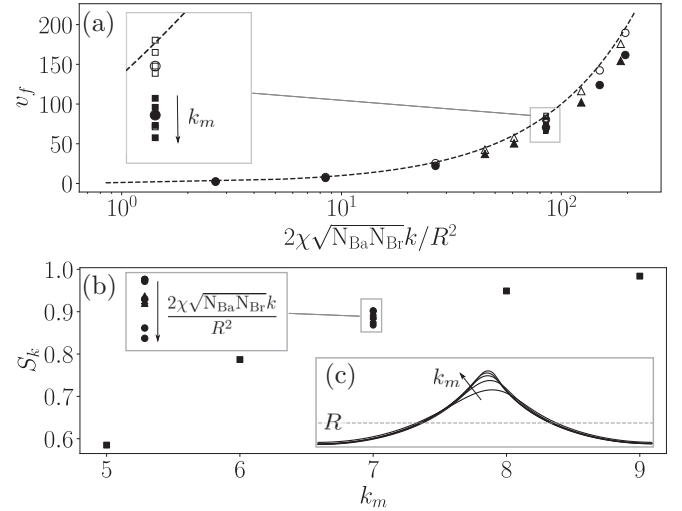 (a)
v_f
200
150
100
50
0
k_m
10^0 10^1 10^2
2χ√(N_Ba N_Br)k/R^2
(b)
S_k
1.0
0.9
0.8
0.7
0.6
2χ√(N_Ba N_Br)k
R^2
(c)
k_m
R
5 6 7 8 9
k_m